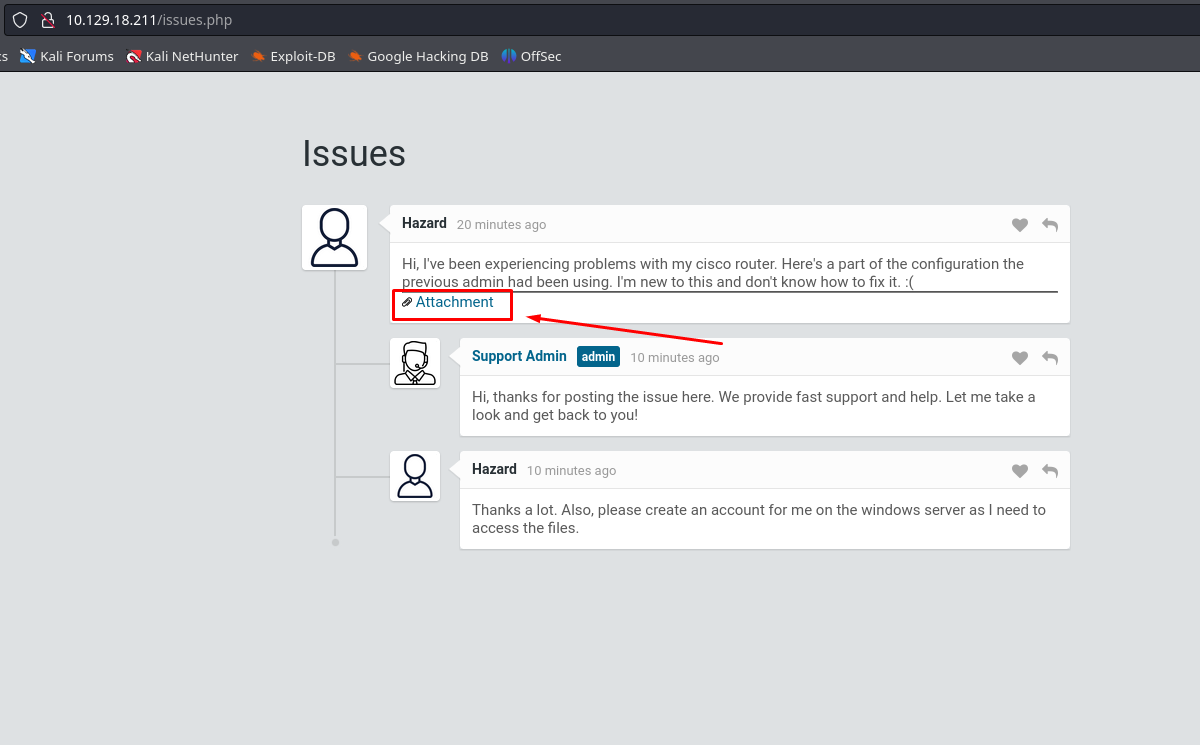 10.129.18.211/issues.php
s Kali Forums Kali NetHunter Exploit-DB Google Hacking DB OffSec
Issues
Hazard 20 minutes ago
Hi, I've been experiencing problems with my cisco router. Here's a part of the configuration the
previous admin had been using. I'm new to this and don't know how to fix it. :(
Attachment
Support Admin admin 10 minutes ago
Hi, thanks for posting the issue here. We provide fast support and help. Let me take a
look and get back to you!
Hazard 10 minutes ago
Thanks a lot. Also, please create an account for me on the windows server as I need to
access the files.